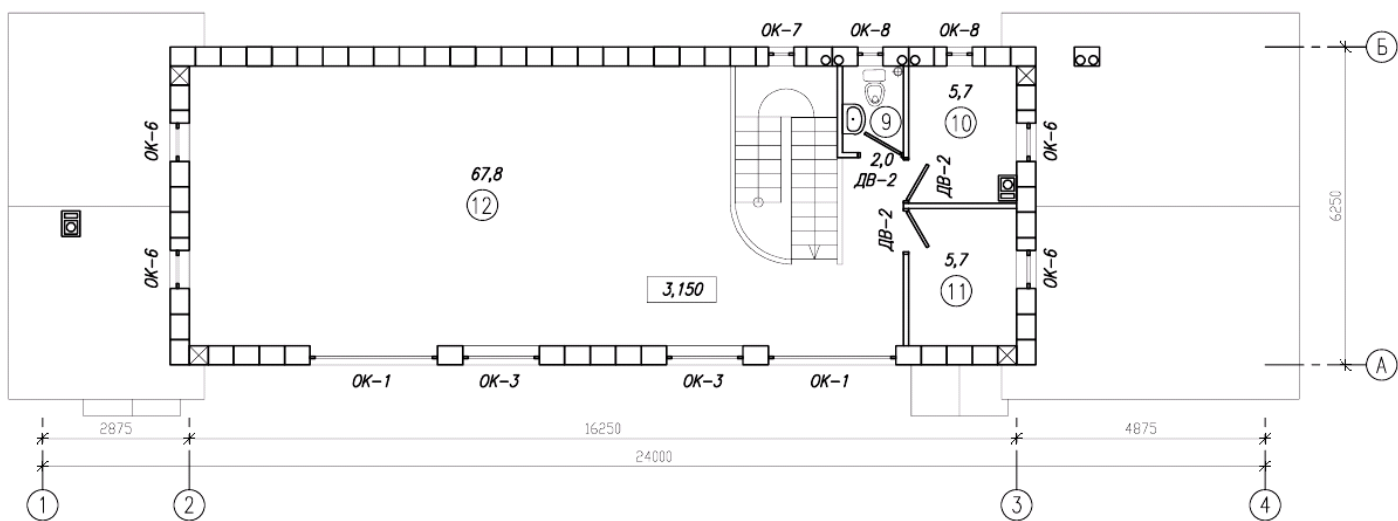 ОК-7
ОК-8
ОК-8
Б
ОК-6
67,8
12
9
2,0
ДВ-2
5,7
10
ДВ-2
ОК-6
6250
ОК-6
3,150
ДВ-2
5,7
11
ОК-6
А
ОК-1
ОК-3
ОК-3
ОК-1
2875
16250
4875
24000
1
2
3
4